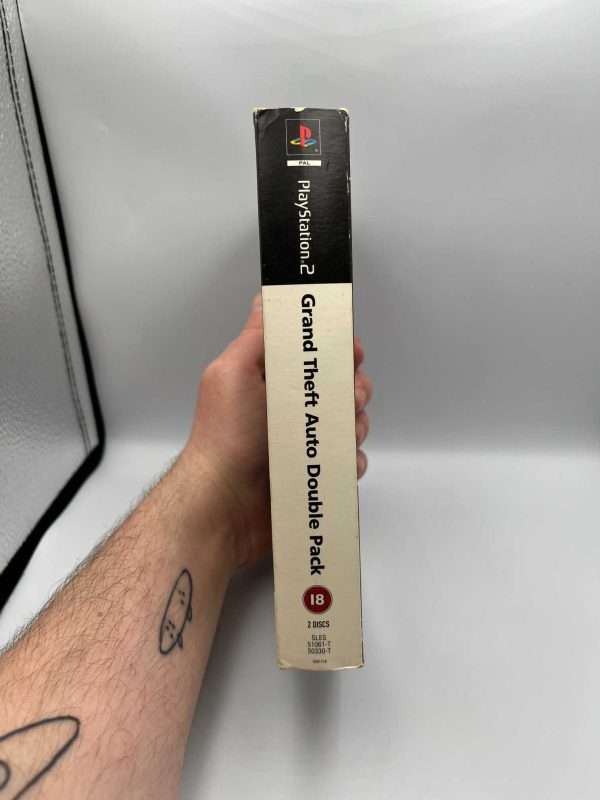 PAL
PlayStation.2
Grand Theft Auto Double Pack
18
2 DISCS
SLES
51061-T
50330-T